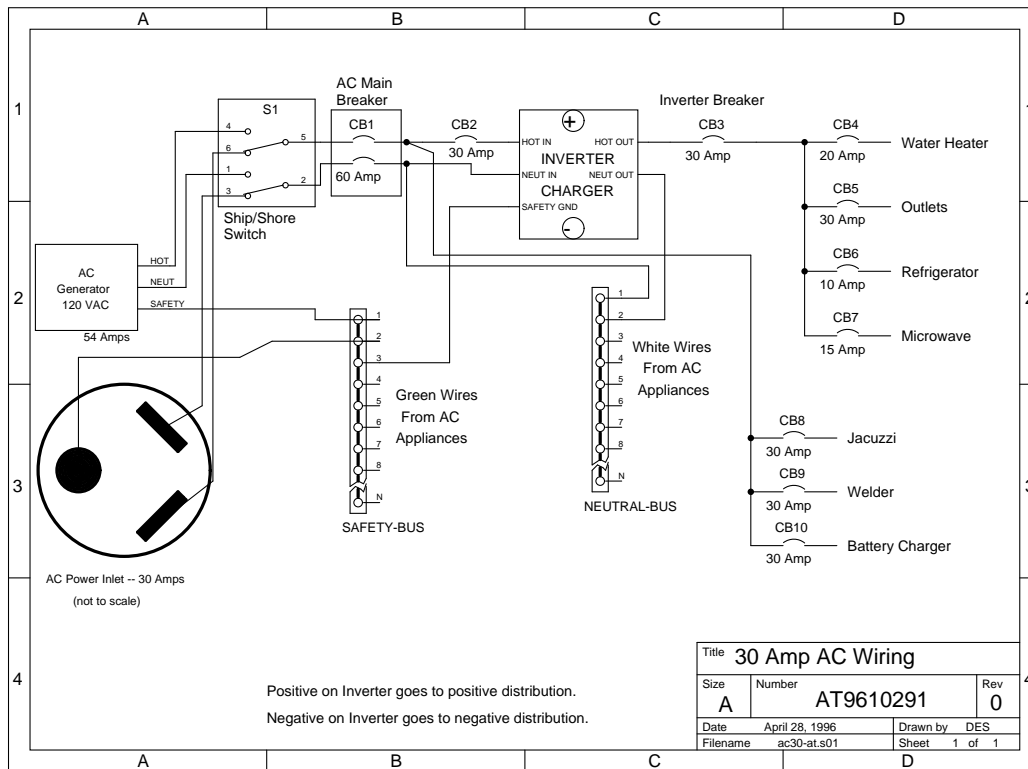 A
B
C
D
1
1
AC Main
Breaker
S1
CB1
60 Amp
4
6
1
3
5
2
Ship/Shore
Switch
CB2
30 Amp
+
HOT IN
HOT OUT
INVERTER
NEUT IN
NEUT OUT
CHARGER
SAFETY GND
-
Inverter Breaker
CB3
30 Amp
CB4
20 Amp
Water Heater
CB5
30 Amp
Outlets
CB6
10 Amp
Refrigerator
CB7
15 Amp
Microwave
2
2
AC
Generator
120 VAC
HOT
NEUT
SAFETY
54 Amps
1
2
3
4
5
6
7
8
N
Green Wires
From AC
Appliances
SAFETY-BUS
1
2
3
4
5
6
7
8
N
White Wires
From AC
Appliances
NEUTRAL-BUS
3
3
CB8
30 Amp
Jacuzzi
CB9
30 Amp
Welder
CB10
30 Amp
Battery Charger
AC Power Inlet -- 30 Amps
(not to scale)
4
4
Positive on Inverter goes to positive distribution.
Negative on Inverter goes to negative distribution.
Title 30 Amp AC Wiring
Size Number Rev
A AT9610291 0
Date April 28, 1996 Drawn by DES
Filename ac30-at.s01 Sheet 1 of 1
A
B
C
D